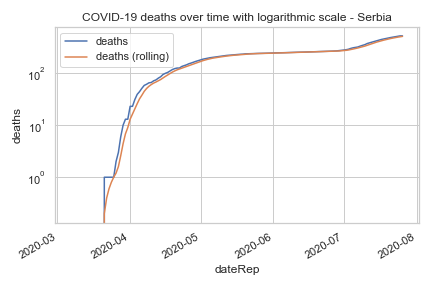 COVID-19 deaths over time with logarithmic scale - Serbia
deaths
deaths (rolling)
10²
10¹
10⁰
deaths
2020-03
2020-04
2020-05
2020-06
2020-07
2020-08
dateRep